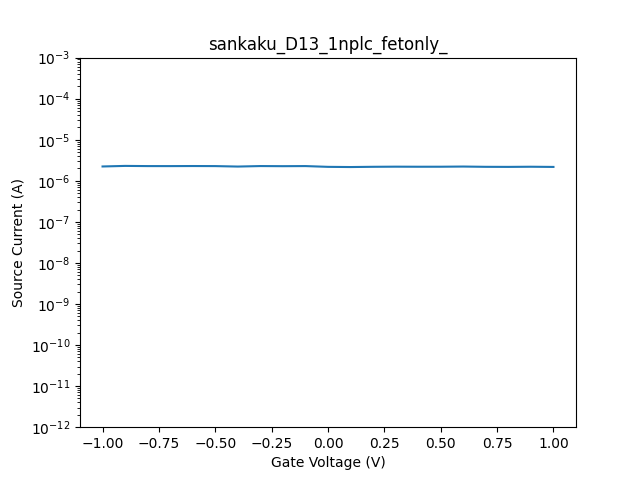 sankaku_D13_1nplc_fetonly_
Source Current (A)
10⁻³
10⁻⁴
10⁻⁵
10⁻⁶
10⁻⁷
10⁻⁸
10⁻⁹
10⁻¹⁰
10⁻¹¹
10⁻¹²
−1.00 −0.75 −0.50 −0.25 0.00 0.25 0.50 0.75 1.00
Gate Voltage (V)